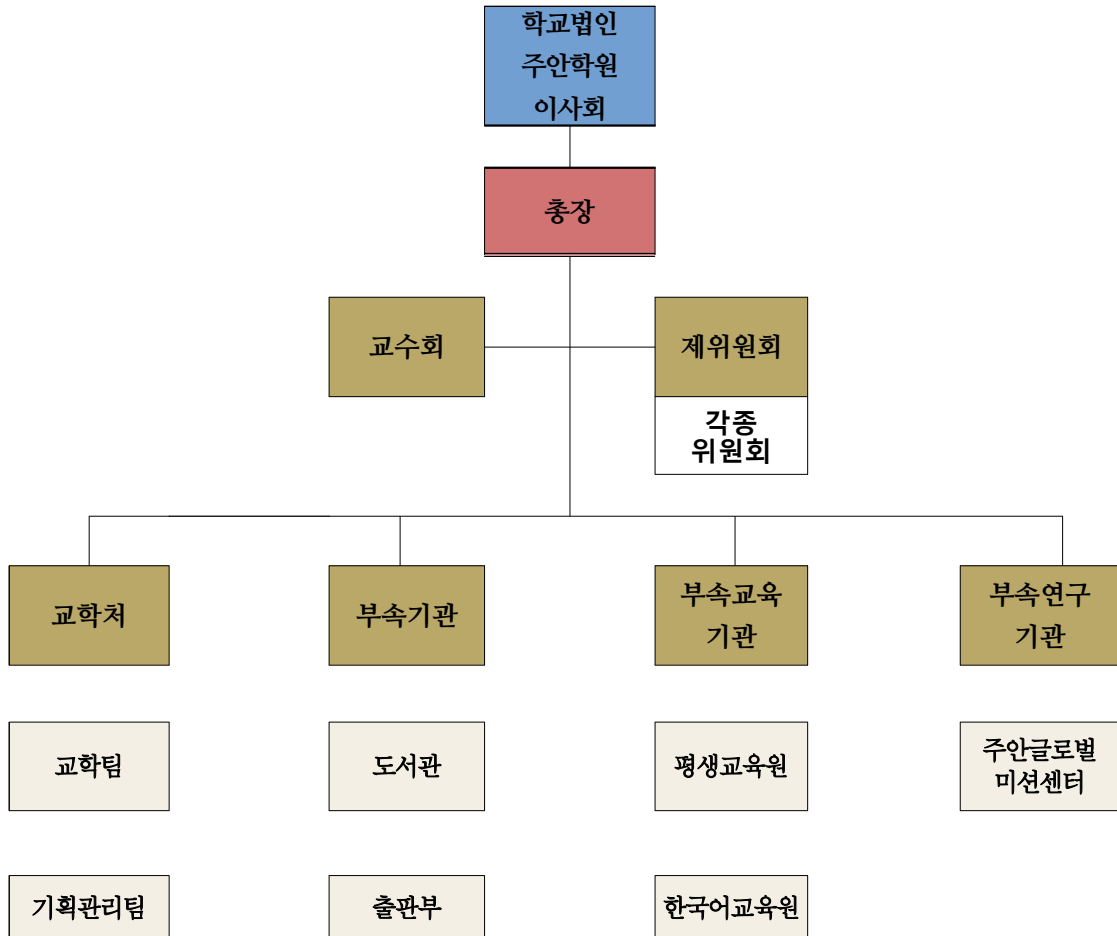 학교법인
주안학원
이사회
총장
교수회
제위원회
각종
위원회
교학처
부속기관
부속교육
기관
부속연구
기관
교학팀
도서관
평생교육원
주안글로벌
미션센터
기획관리팀
출판부
한국어교육원